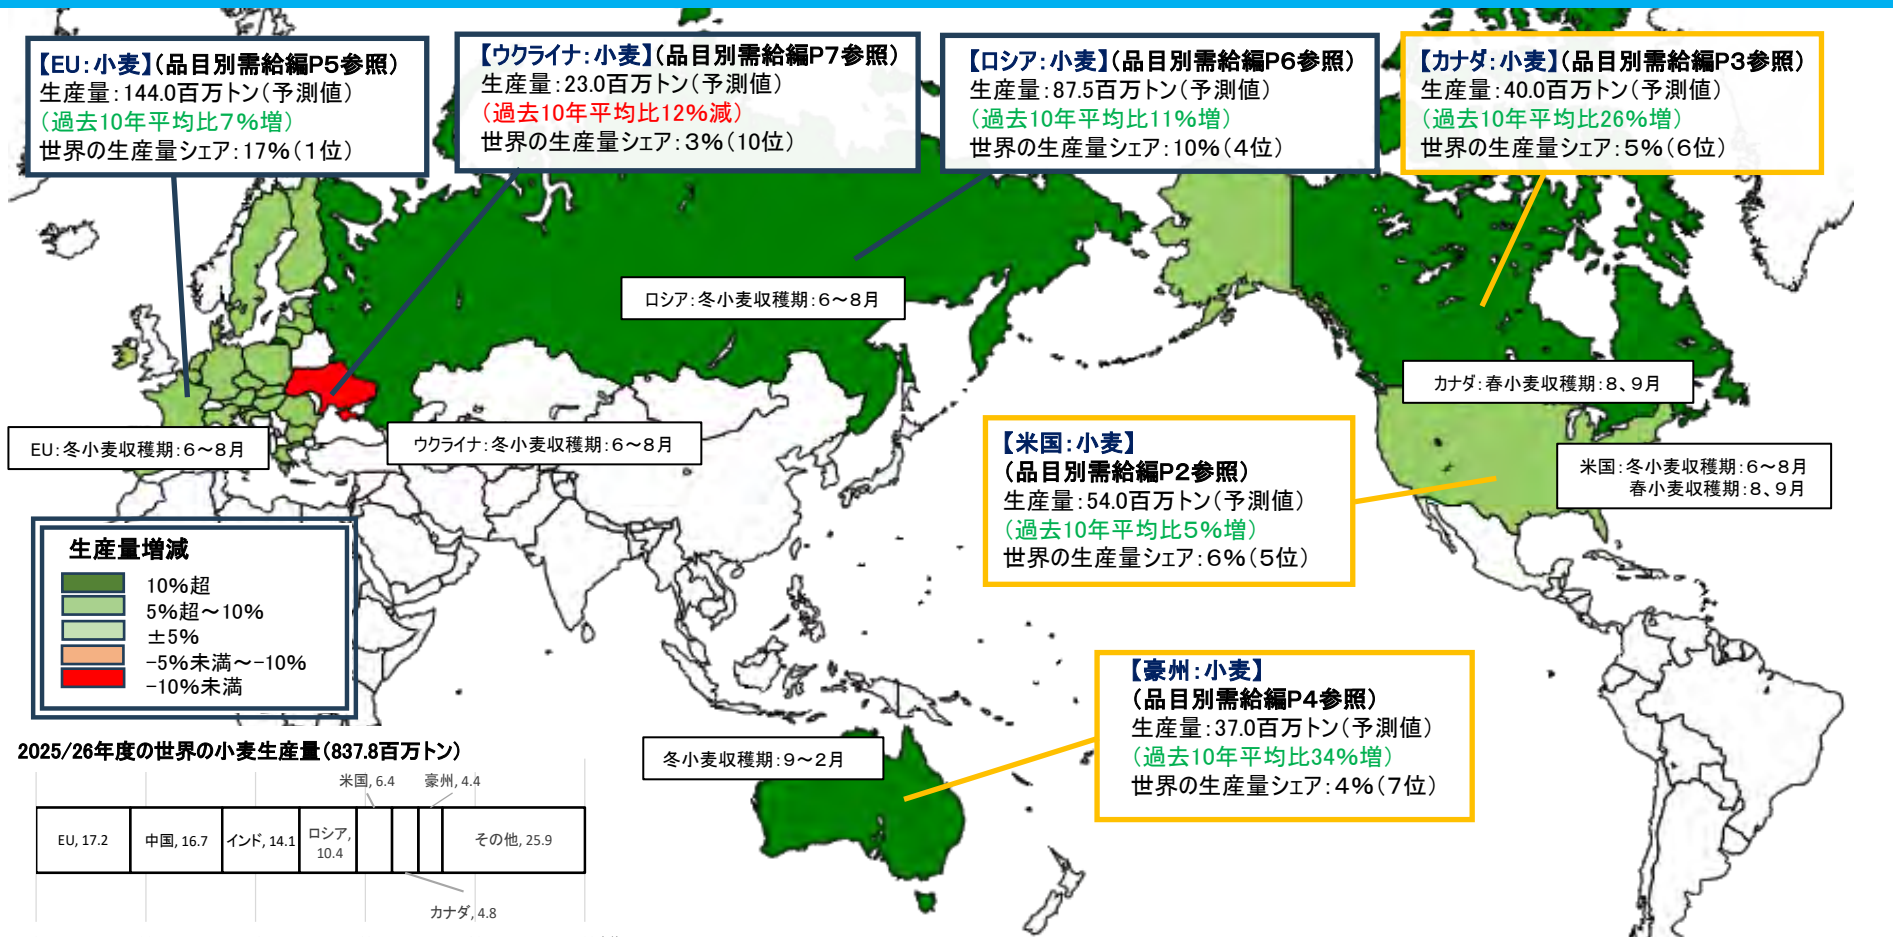 【EU:小麦】(品目別需給編P5参照)
生産量:144.0百万トン(予測値)
(過去10年平均比7%増)
世界の生産量シェア:17%(1位)
【ウクライナ:小麦】(品目別需給編P7参照)
生産量:23.0百万トン(予測値)
(過去10年平均比12%減)
世界の生産量シェア:3%(10位)
【ロシア:小麦】(品目別需給編P6参照)
生産量:87.5百万トン(予測値)
(過去10年平均比11%増)
世界の生産量シェア:10%(4位)
【カナダ:小麦】(品目別需給編P3参照)
生産量:40.0百万トン(予測値)
(過去10年平均比26%増)
世界の生産量シェア:5%(6位)
ロシア:冬小麦収穫期:6~8月
カナダ:春小麦収穫期:8、9月
EU:冬小麦収穫期:6~8月
ウクライナ:冬小麦収穫期:6~8月
【米国:小麦】
(品目別需給編P2参照)
生産量:54.0百万トン(予測値)
(過去10年平均比5%増)
世界の生産量シェア:6%(5位)
米国:冬小麦収穫期:6~8月
春小麦収穫期:8、9月
生産量増減
10%超
5%超~10%
±5%
-5%未満~-10%
-10%未満
【豪州:小麦】
(品目別需給編P4参照)
生産量:37.0百万トン(予測値)
(過去10年平均比34%増)
世界の生産量シェア:4%(7位)
冬小麦収穫期:9~2月
2025/26年度の世界の小麦生産量(837.8百万トン)
米国, 6.4
豪州, 4.4
EU, 17.2
中国, 16.7
インド, 14.1
ロシア,
10.4
その他, 25.9
カナダ, 4.8